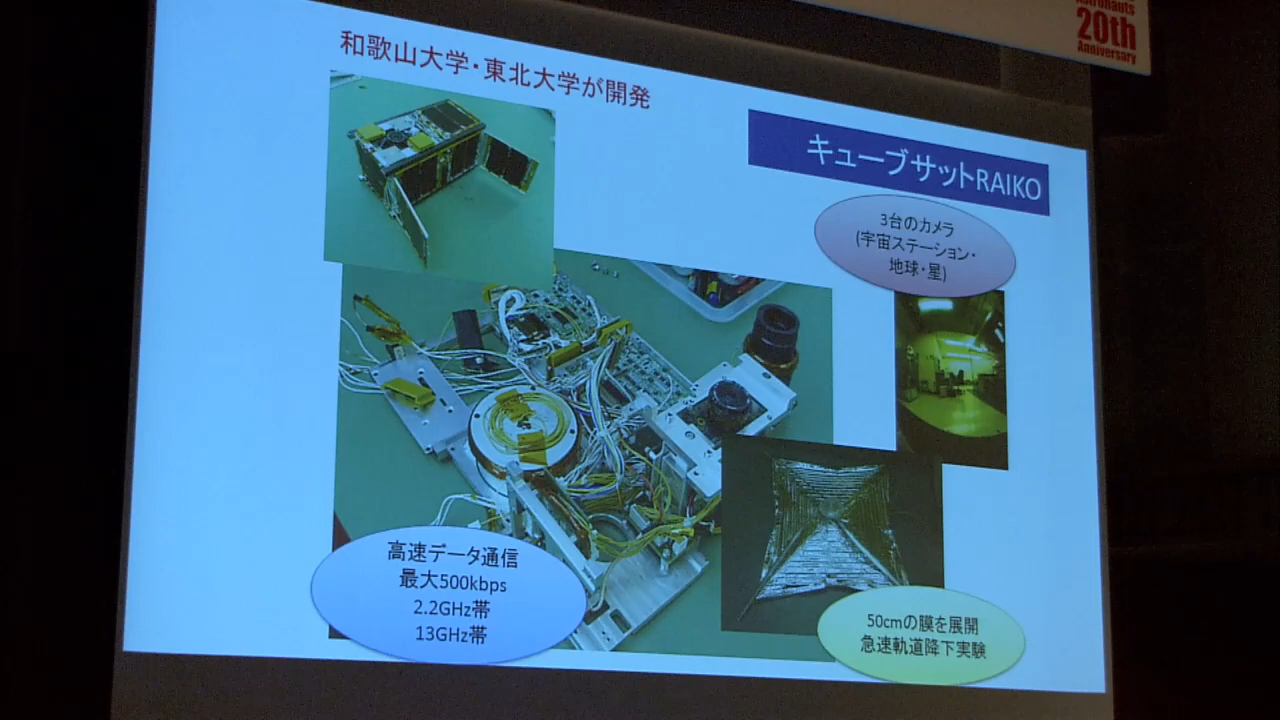 Astronauts
20th
Anniversary
和歌山大学・東北大学が開発
キューブサットRAIKO
3台のカメラ
(宇宙ステーション・
地球・星)
高速データ通信
最大500kbps
2.2GHz帯
13GHz帯
50cmの膜を展開
急速軌道降下実験